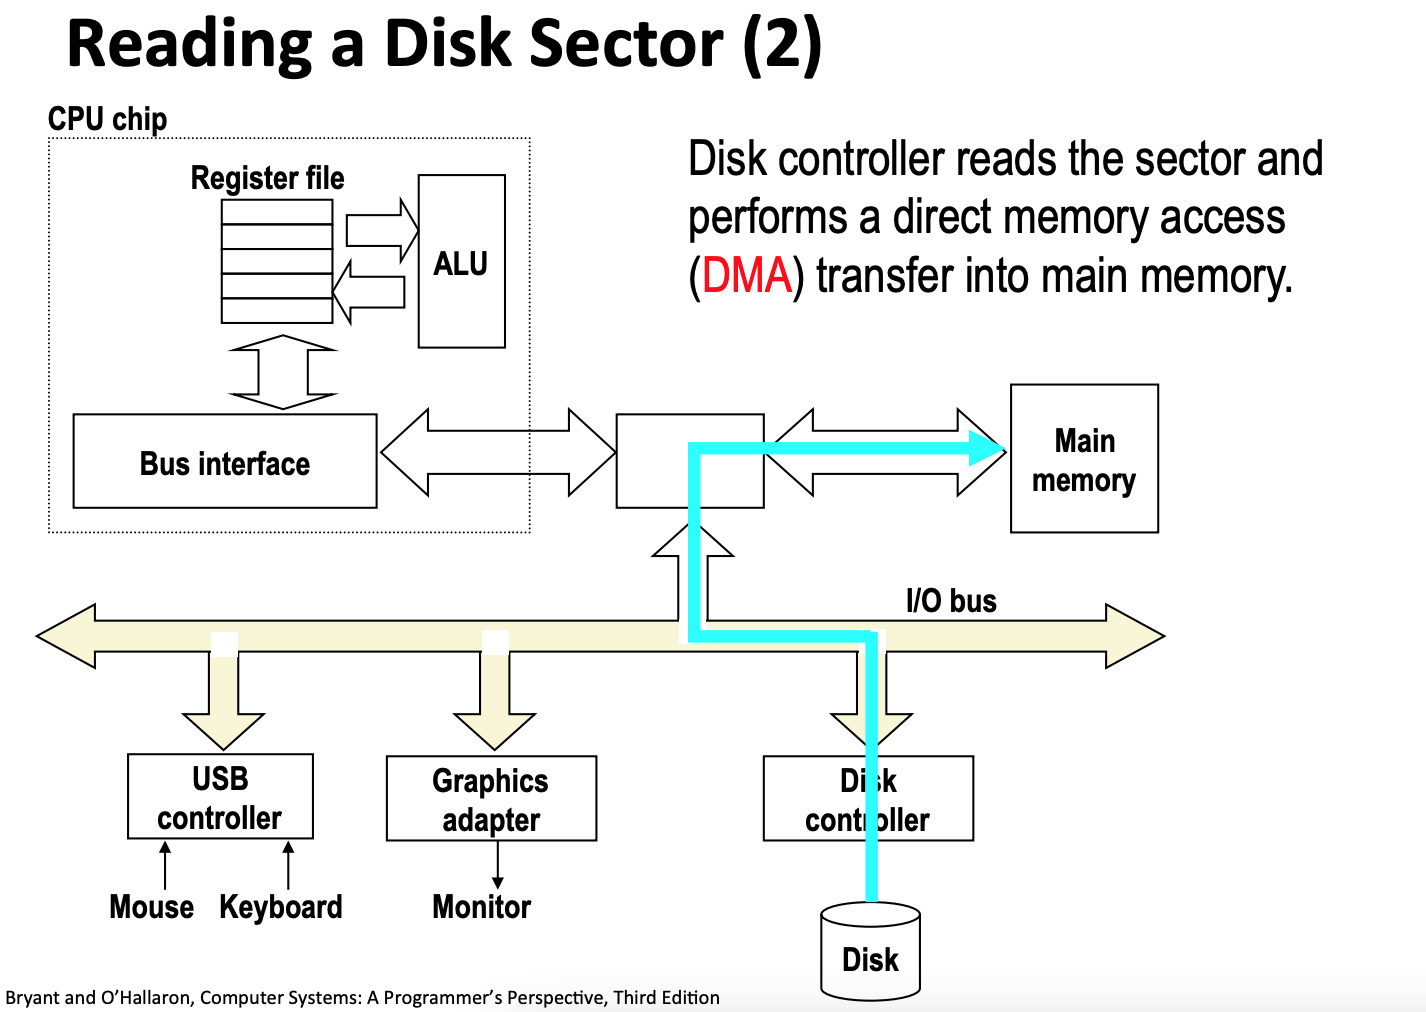 Reading a Disk Sector (2)
CPU chip
Register file
ALU
Bus interface
Disk controller reads the sector and
performs a direct memory access
(DMA) transfer into main memory.
Main
memory
I/O bus
USB
controller
Graphics
adapter
Disk
controller
Mouse
Keyboard
Monitor
Disk
Bryant and O’Hallaron, Computer Systems: A Programmer’s Perspective, Third Edition